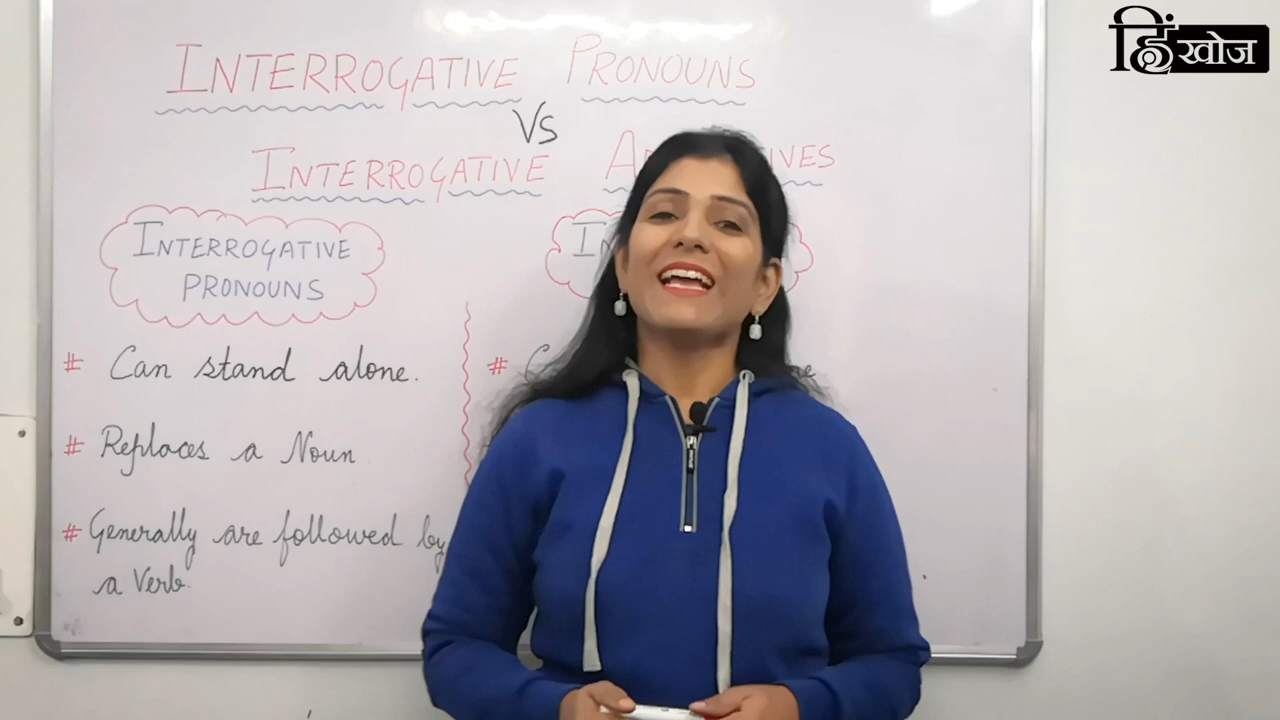 हिंखोज
INTERROGATIVE PRONOUNS
VS
INTERROGATIVE
INTERROGATIVE
PRONOUNS
# Can stand alone.
#
# Replaces a Noun
# Generally are followed by
a Verb.